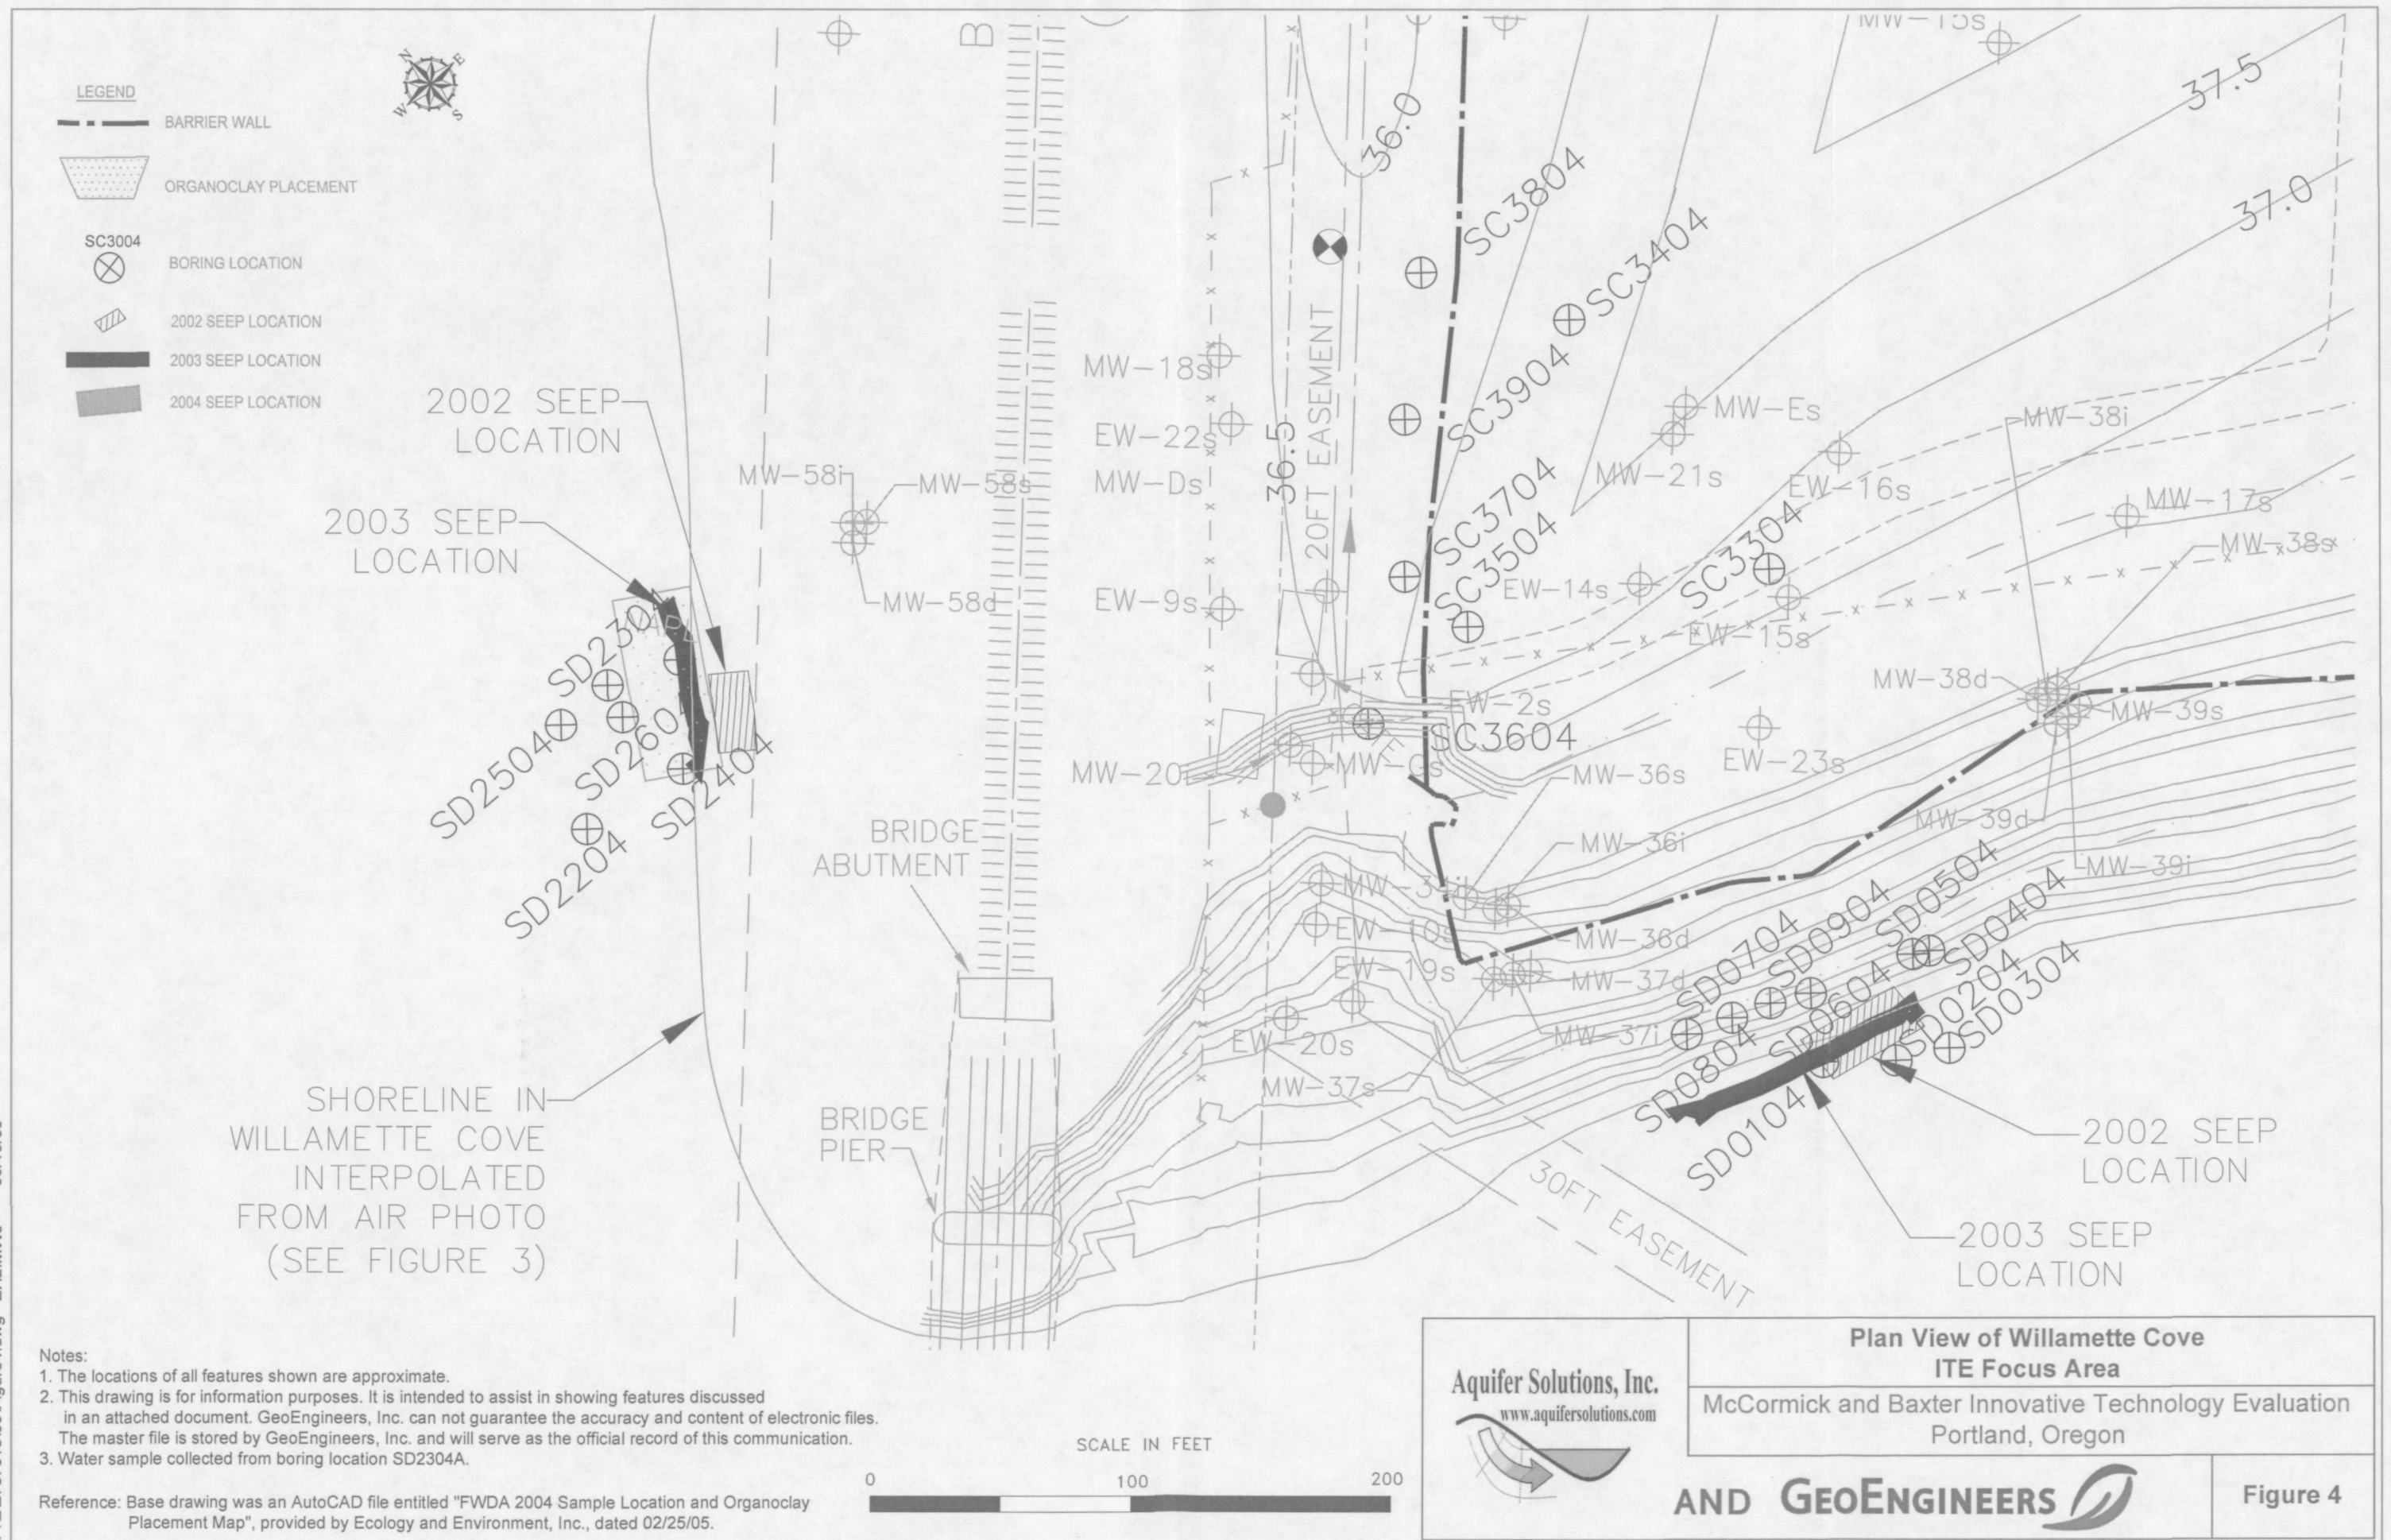 LEGEND
BARRIER WALL
ORGANOCLAY PLACEMENT
SC3004
BORING LOCATION
2002 SEEP LOCATION
2003 SEEP LOCATION
2004 SEEP LOCATION
N
E
W
S
B
MW-15s
37.5
37.0
36.0
36.5
20FT EASEMENT
SC3804
SC3404
SC3904
SC3704
SC3504
SC3304
SC3604
MW-18s
EW-22s
MW-Ds
EW-9s
MW-Es
MW-21s
EW-16s
MW-38i
MW-17s
MW-38s
EW-14s
EW-15s
EW-2s
MW-38d
MW-39s
EW-23s
MW-Gs
MW-20i
MW-36s
MW-36i
MW-39d
MW-39i
EW-10s
MW-36d
EW-19s
MW-37d
EW-20s
MW-37i
MW-37s
2002 SEEP
LOCATION
2003 SEEP
LOCATION
MW-58i
MW-58s
MW-58d
SD2504
SD2404
SD2204
BRIDGE
ABUTMENT
BRIDGE
PIER
SHORELINE IN
WILLAMETTE COVE
INTERPOLATED
FROM AIR PHOTO
(SEE FIGURE 3)
SD0704
SD0904
SD0504
SD0404
SD0804
SD0604
SD0204
SD0304
SD0104
2002 SEEP
LOCATION
2003 SEEP
LOCATION
30FT EASEMENT
Notes:
1. The locations of all features shown are approximate.
2. This drawing is for information purposes. It is intended to assist in showing features discussed
in an attached document. GeoEngineers, Inc. can not guarantee the accuracy and content of electronic files.
The master file is stored by GeoEngineers, Inc. and will serve as the official record of this communication.
3. Water sample collected from boring location SD2304A.
Reference: Base drawing was an AutoCAD file entitled "FWDA 2004 Sample Location and Organoclay
Placement Map", provided by Ecology and Environment, Inc., dated 02/25/05.
SCALE IN FEET
0 100 200
Aquifer Solutions, Inc.
www.aquifersolutions.com
Plan View of Willamette Cove
ITE Focus Area
McCormick and Baxter Innovative Technology Evaluation
Portland, Oregon
AND GEOENGINEERS
Figure 4